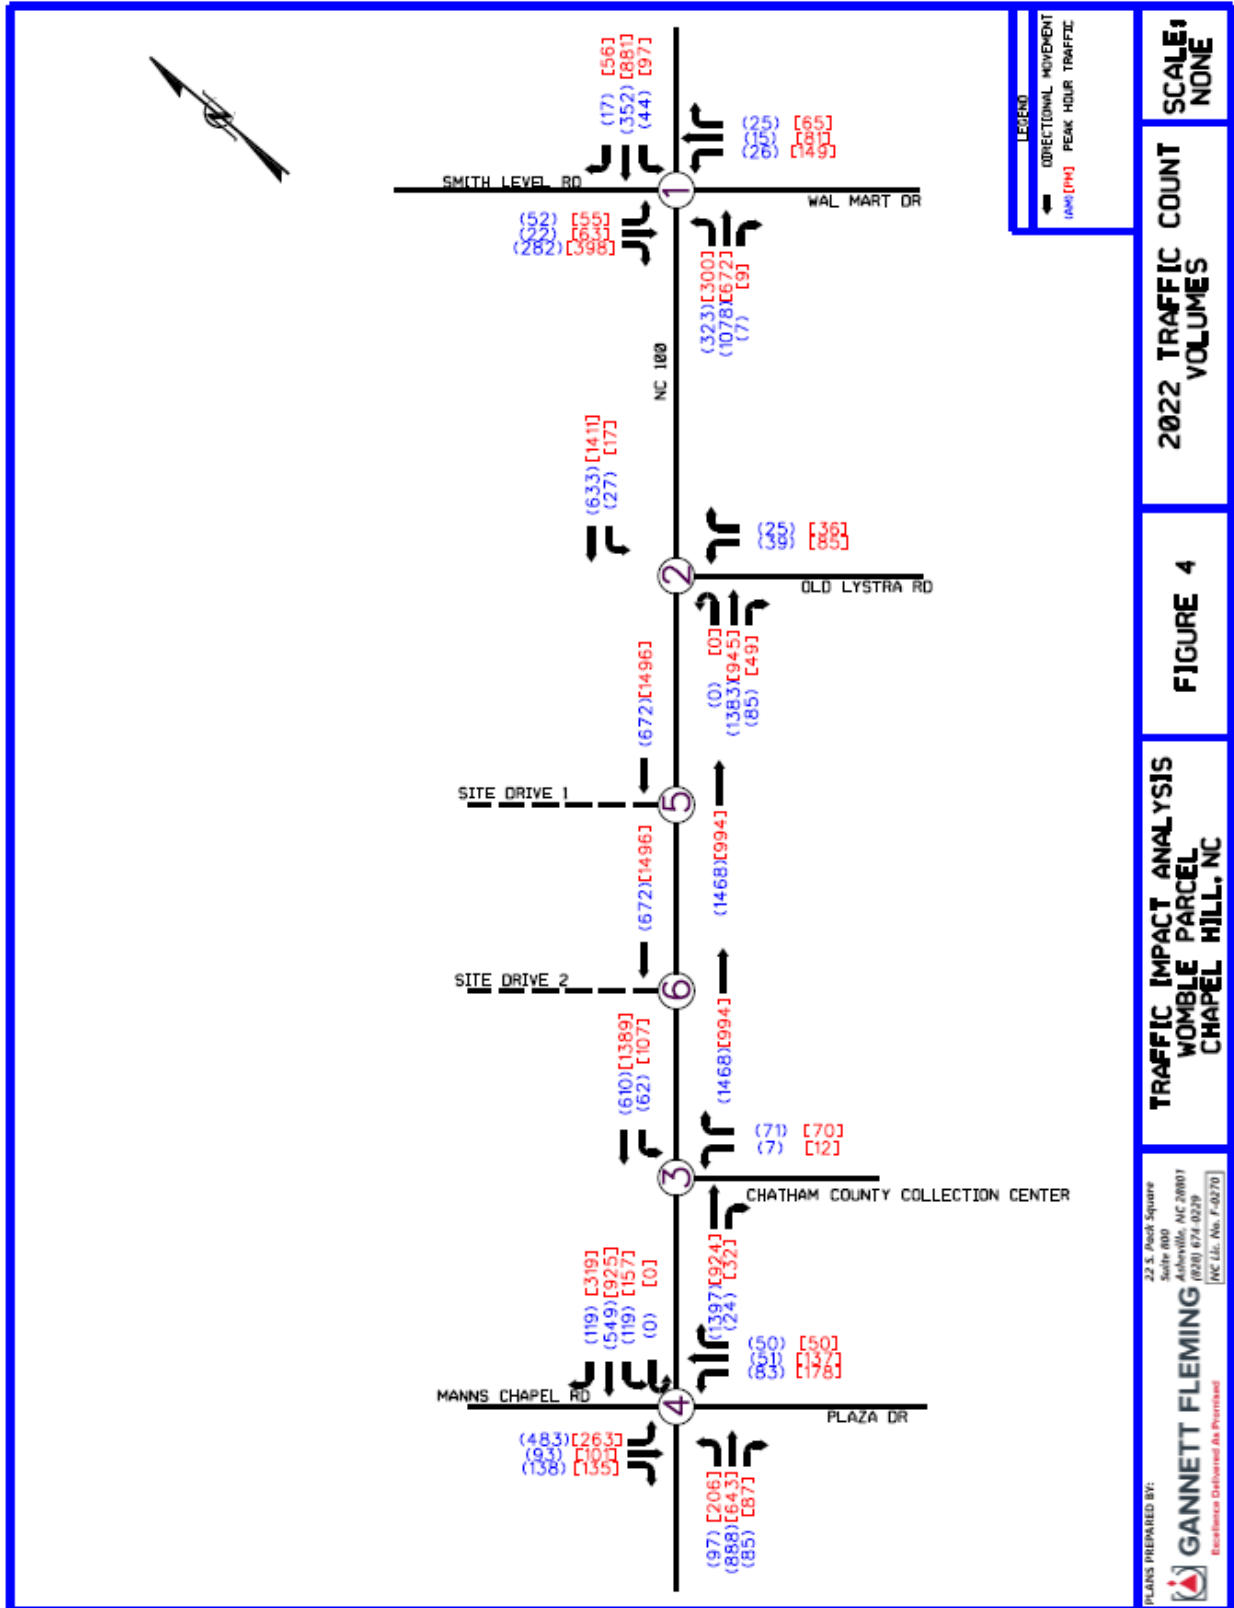 LEGEND
DIRECTIONAL MOVEMENT
(AM)[PM] PEAK HOUR TRAFFIC
SMITH LEVEL RD
WAL MART DR
(17) [56]
(352)[881]
(44) [97]
(25) [65]
(15) [81]
(26) [149]
(52) [55]
(22) [63]
(282)[398]
1
(323)[300]
(1078)[672]
(7) [9]
NC 100
(633)[1411]
(27) [17]
(25) [36]
(39) [85]
2
OLD LYSTRA RD
(0) [0]
(1383)[945]
(85) [49]
(672)[1496]
SITE DRIVE 1
5
(1468)[994]
(672)[1496]
SITE DRIVE 2
6
(1468)[994]
(610)[1389]
(62) [107]
(71) [70]
(7) [12]
3
CHATHAM COUNTY COLLECTION CENTER
(1397)[924]
(24) [32]
(119) [319]
(549)[925]
(119) [157]
(0) [0]
(50) [50]
(51) [137]
(83) [178]
MANNS CHAPEL RD
4
PLAZA DR
(483)[263]
(93) [101]
(138) [135]
(97) [206]
(888)[643]
(85) [87]
PLANS PREPARED BY:
GANNETT FLEMING
Excellence Delivered As Promised
22 S. Pack Square
Suite 800
Asheville, NC 28801
(828) 674-0229
NC Lic. No. F-0270
TRAFFIC IMPACT ANALYSIS
WOMBLE PARCEL
CHAPEL HILL, NC
FIGURE 4
2022 TRAFFIC COUNT
VOLUMES
SCALE:
NONE